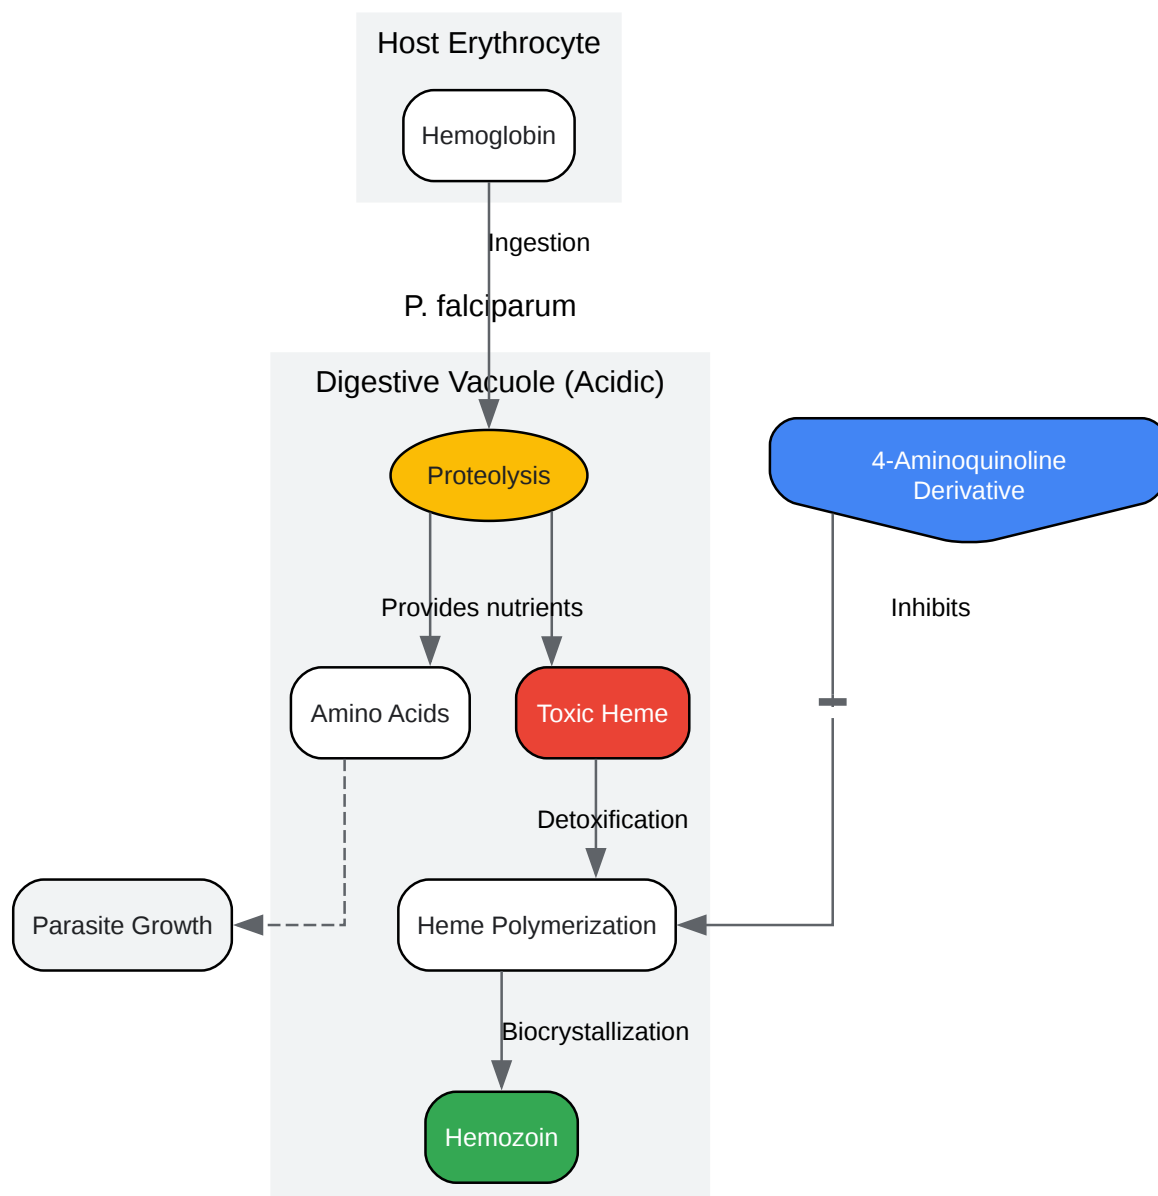 Host Erythrocyte
Hemoglobin
Ingestion
P. falciparum
Digestive Vacuole (Acidic)
Proteolysis
4-Aminoquinoline
Derivative
Provides nutrients
Inhibits
Amino Acids
Toxic Heme
Detoxification
Parasite Growth
Heme Polymerization
Biocrystallization
Hemozoin